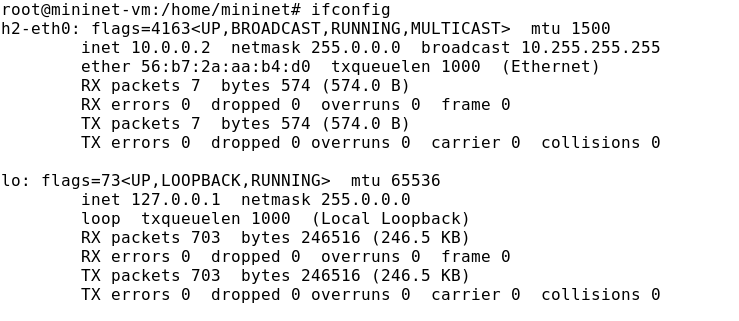 root@mininet-vm:/home/mininet# ifconfig
h2-eth0: flags=4163<UP,BROADCAST,RUNNING,MULTICAST>  mtu 1500
        inet 10.0.0.2  netmask 255.0.0.0  broadcast 10.255.255.255
        ether 56:b7:2a:aa:b4:d0  txqueuelen 1000  (Ethernet)
        RX packets 7  bytes 574 (574.0 B)
        RX errors 0  dropped 0  overruns 0  frame 0
        TX packets 7  bytes 574 (574.0 B)
        TX errors 0  dropped 0 overruns 0  carrier 0  collisions 0

lo: flags=73<UP,LOOPBACK,RUNNING>  mtu 65536
        inet 127.0.0.1  netmask 255.0.0.0
        loop  txqueuelen 1000  (Local Loopback)
        RX packets 703  bytes 246516 (246.5 KB)
        RX errors 0  dropped 0  overruns 0  frame 0
        TX packets 703  bytes 246516 (246.5 KB)
        TX errors 0  dropped 0 overruns 0  carrier 0  collisions 0